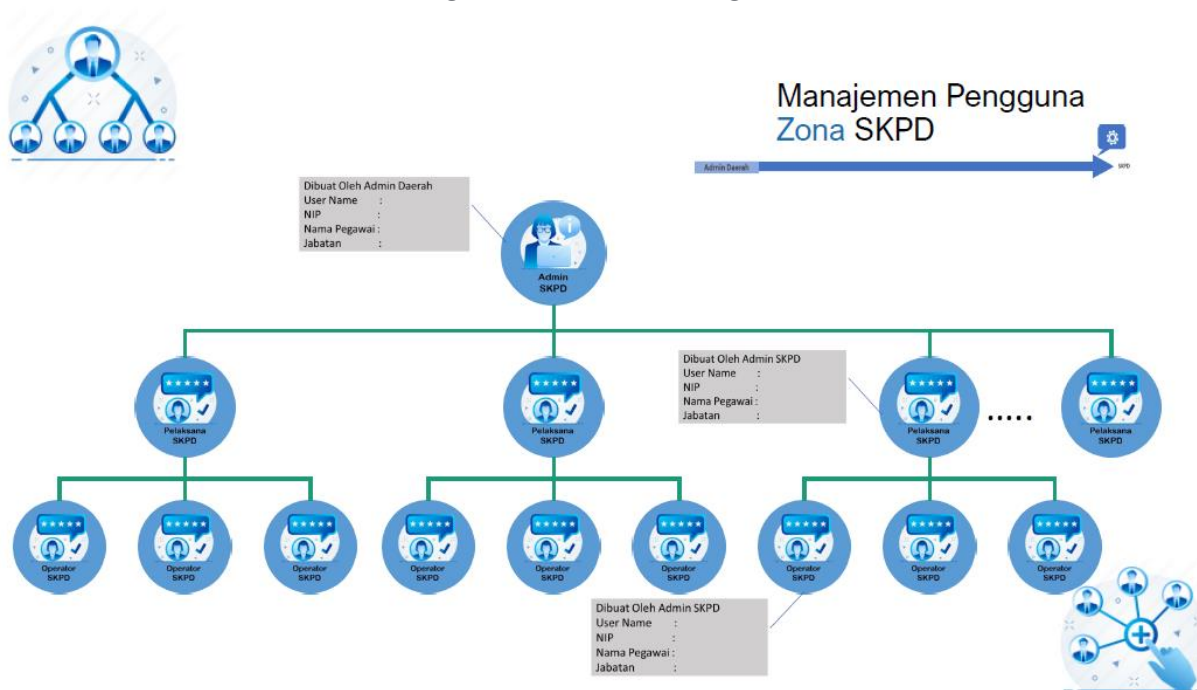 Manajemen Pengguna
Zona SKPD
Admin Daerah
SKPD
Dibuat Oleh Admin Daerah
User Name :
NIP :
Nama Pegawai :
Jabatan :
Admin
SKPD
Dibuat Oleh Admin SKPD
User Name :
NIP :
Nama Pegawai :
Jabatan :
Pelaksana
SKPD
Pelaksana
SKPD
Pelaksana
SKPD
.....
Pelaksana
SKPD
Operator
SKPD
Operator
SKPD
Operator
SKPD
Operator
SKPD
Operator
SKPD
Operator
SKPD
Operator
SKPD
Operator
SKPD
Operator
SKPD
Dibuat Oleh Admin SKPD
User Name :
NIP :
Nama Pegawai :
Jabatan :